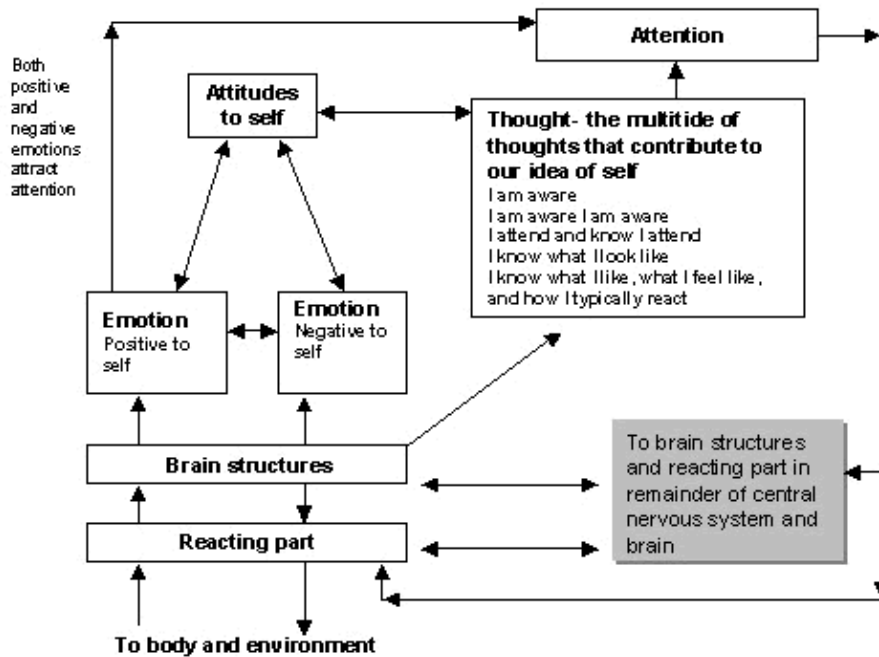 Attention
Both
positive
and
negative
emotions
attract
attention
Attitudes
to self
Thought- the multitide of
thoughts that contribute to
our idea of self
I am aware
I am aware I am aware
I attend and know I attend
I know what I look like
I know what I like, what I feel like,
and how I typically react
Emotion
Positive to
self
Emotion
Negative to
self
Brain structures
Reacting part
To brain structures
and reacting part in
remainder of central
nervous system and
brain
To body and environment